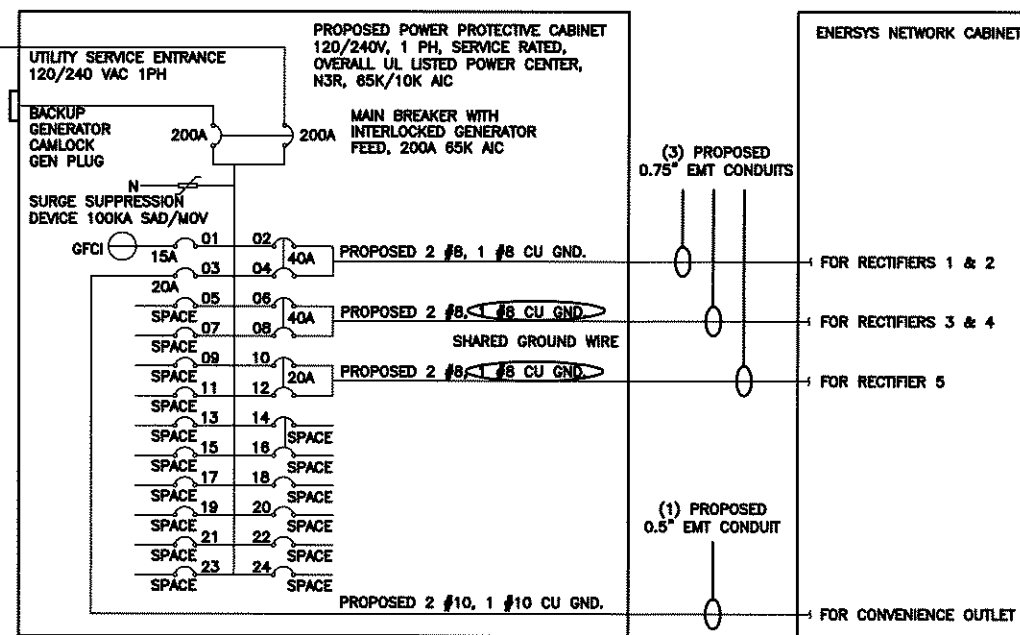 PROPOSED POWER PROTECTIVE CABINET
120/240V, 1 PH, SERVICE RATED,
OVERALL UL LISTED POWER CENTER,
N3R, 65K/10K AIC
ENERSYS NETWORK CABINET
UTILITY SERVICE ENTRANCE
120/240 VAC 1PH
BACKUP
GENERATOR
CAMLOCK
GEN PLUG
200A
200A
MAIN BREAKER WITH
INTERLOCKED GENERATOR
FEED, 200A 65K AIC
(3) PROPOSED
0.75" EMT CONDUITS
N
SURGE SUPPRESSION
DEVICE 100KA SAD/MOV
GFCI
15A
01
02
40A
PROPOSED 2 #8, 1 #8 CU GND.
FOR RECTIFIERS 1 & 2
20A
03
04
SPACE
05
06
40A
PROPOSED 2 #8, 1 #8 CU GND.
FOR RECTIFIERS 3 & 4
SPACE
07
08
SHARED GROUND WIRE
SPACE
09
10
20A
PROPOSED 2 #8, 1 #8 CU GND.
FOR RECTIFIER 5
SPACE
11
12
SPACE
13
14
SPACE
SPACE
15
16
SPACE
SPACE
17
18
SPACE
SPACE
19
20
SPACE
SPACE
21
22
SPACE
SPACE
23
24
SPACE
(1) PROPOSED
0.5" EMT CONDUIT
PROPOSED 2 #10, 1 #10 CU GND.
FOR CONVENIENCE OUTLET